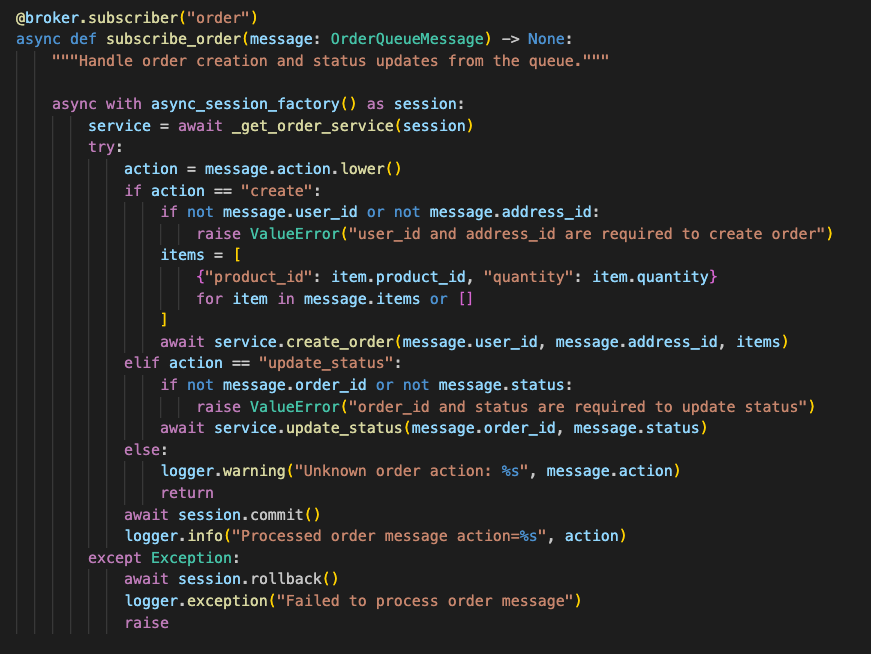 @broker.subscriber("order")
async def subscribe_order(message: OrderQueueMessage) -> None:
    """Handle order creation and status updates from the queue."""

    async with async_session_factory() as session:
        service = await _get_order_service(session)
        try:
            action = message.action.lower()
            if action == "create":
                if not message.user_id or not message.address_id:
                    raise ValueError("user_id and address_id are required to create order")
                items = [
                    {"product_id": item.product_id, "quantity": item.quantity}
                    for item in message.items or []
                ]
                await service.create_order(message.user_id, message.address_id, items)
            elif action == "update_status":
                if not message.order_id or not message.status:
                    raise ValueError("order_id and status are required to update status")
                await service.update_status(message.order_id, message.status)
            else:
                logger.warning("Unknown order action: %s", message.action)
                return
            await session.commit()
            logger.info("Processed order message action=%s", action)
        except Exception:
            await session.rollback()
            logger.exception("Failed to process order message")
            raise